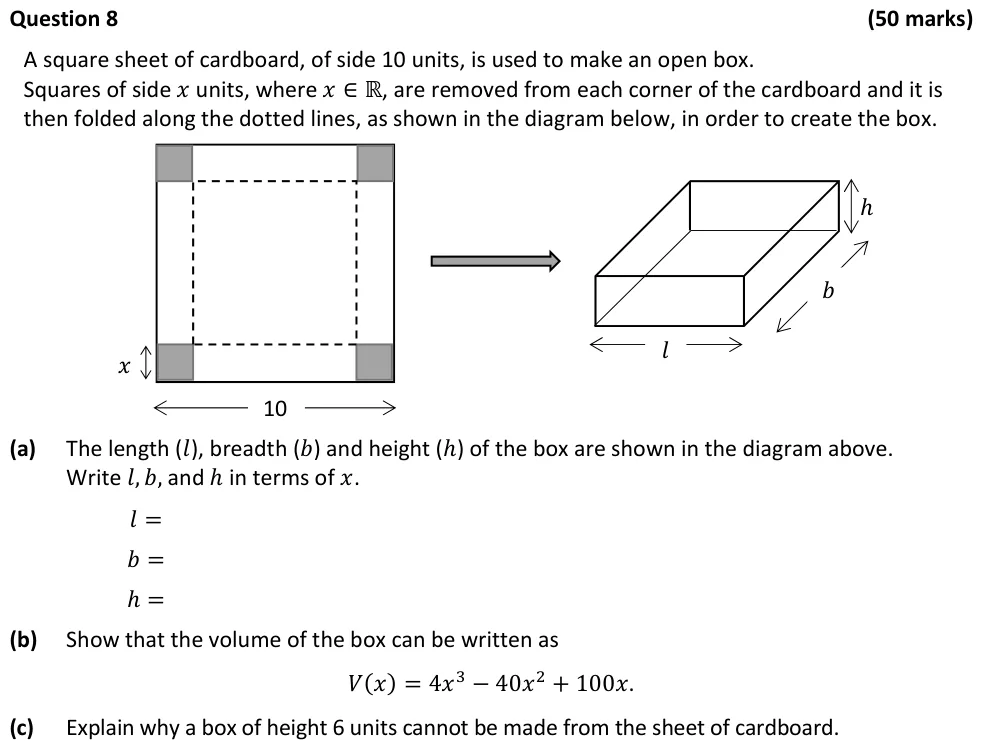 Question 8 (50 marks)
A square sheet of cardboard, of side 10 units, is used to make an open box.
Squares of side x units, where x ∈ ℝ, are removed from each corner of the cardboard and it is
then folded along the dotted lines, as shown in the diagram below, in order to create the box.
h
b
x
l
10
(a) The length (l), breadth (b) and height (h) of the box are shown in the diagram above.
Write l, b, and h in terms of x.
l =
b =
h =
(b) Show that the volume of the box can be written as
V(x) = 4x³ − 40x² + 100x.
(c) Explain why a box of height 6 units cannot be made from the sheet of cardboard.